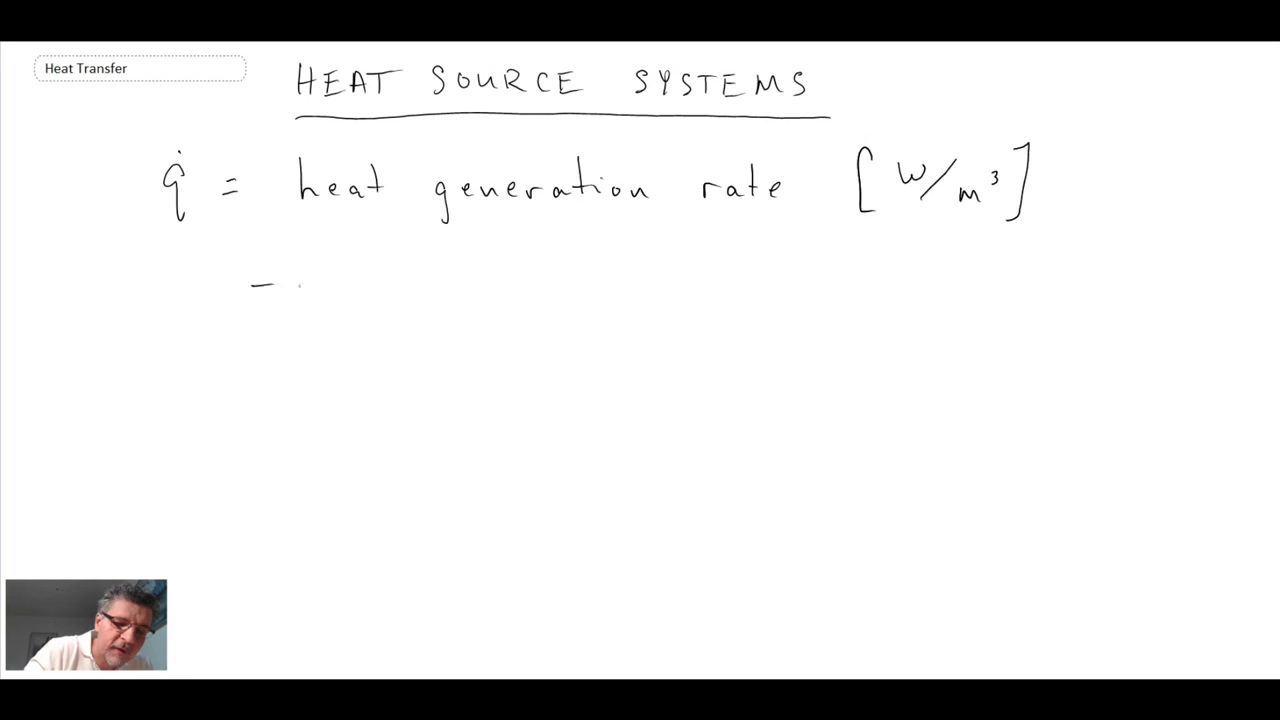 Heat Transfer
HEAT SOURCE SYSTEMS
q̇ = heat generation rate [W/m³]
–